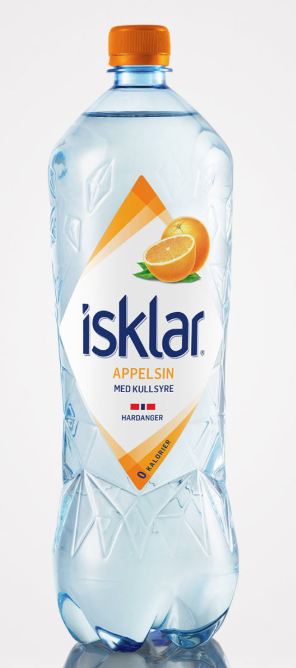 isklar®
APPELSIN
MED KULLSYRE
HARDANGER
0 KALORIER